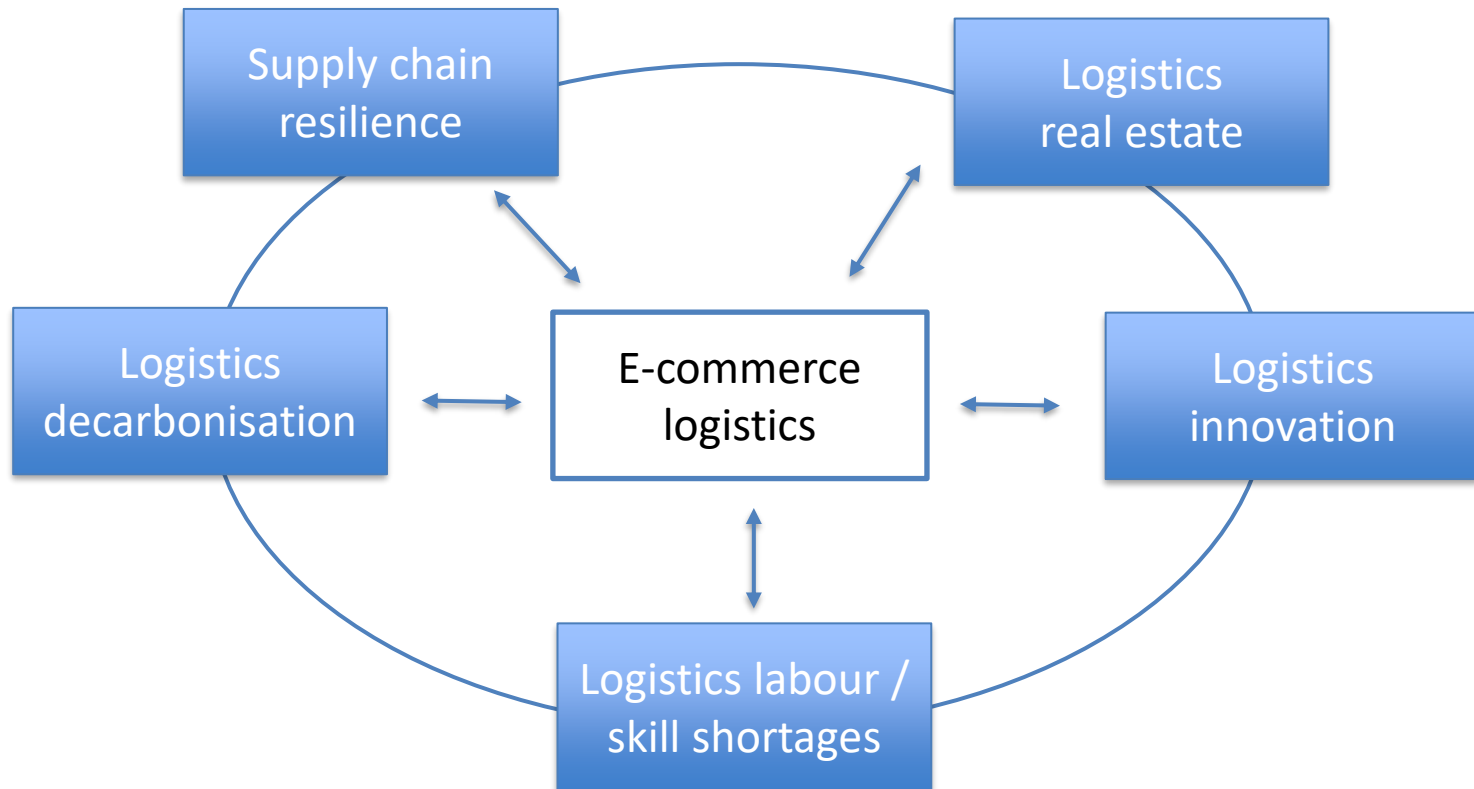 Supply chain
resilience
Logistics
real estate
Logistics
decarbonisation
E-commerce
logistics
Logistics
innovation
Logistics labour /
skill shortages